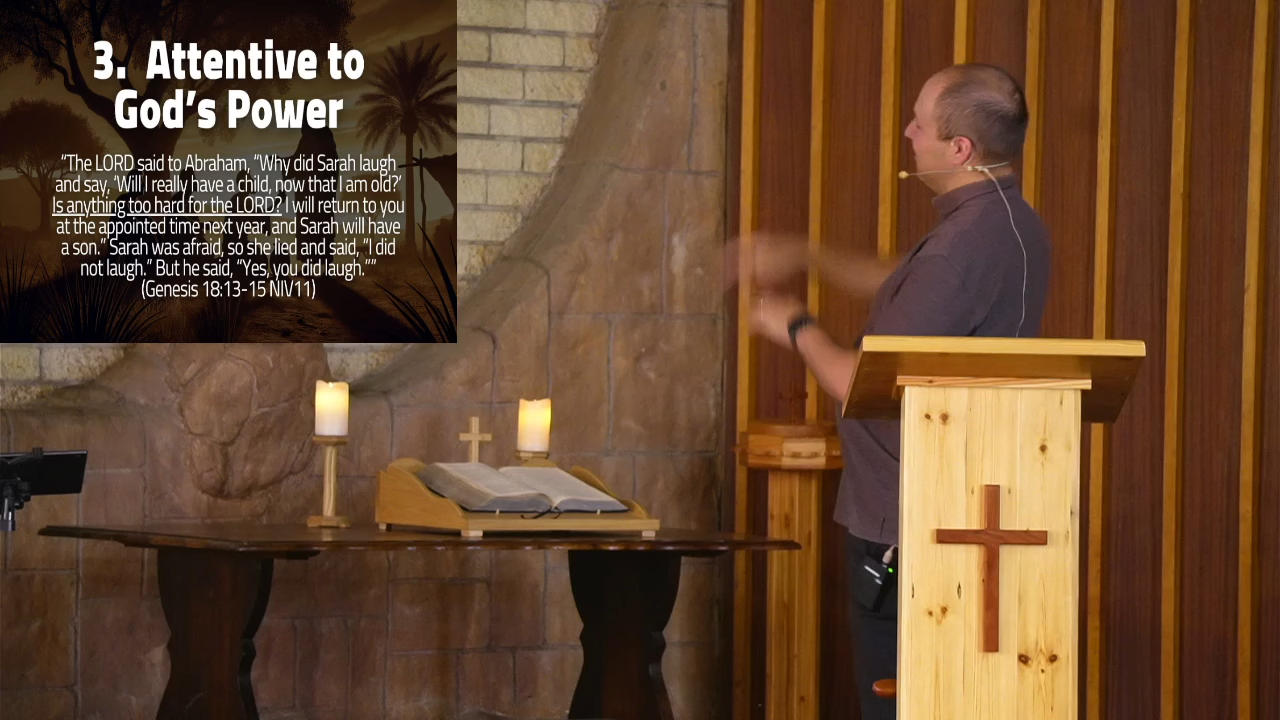 3. Attentive to
God's Power
“The LORD said to Abraham, “Why did Sarah laugh
and say, ‘Will I really have a child, now that I am old?’
Is anything too hard for the LORD? I will return to you
at the appointed time next year, and Sarah will have
a son.” Sarah was afraid, so she lied and said, “I did
not laugh.” But he said, “Yes, you did laugh.””
(Genesis 18:13-15 NIV11)